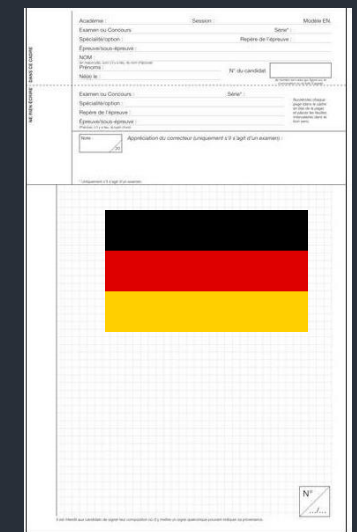 Académie : Session : Modèle EN.
Examen ou Concours Série* :
Spécialité/option : Repère de l'épreuve :
Épreuve/sous-épreuve :
NOM :
Prénoms :
Né(e) le :
N° du candidat
DANS CE CADRE
NE RIEN ÉCRIRE
Examen ou Concours : Série* :
Spécialité/option :
Repère de l'épreuve :
Épreuve/sous-épreuve :
Note :
20
Appréciation du correcteur (uniquement s'il s'agit d'un examen) :
* Uniquement s'il s'agit d'un examen.
N°
.../...